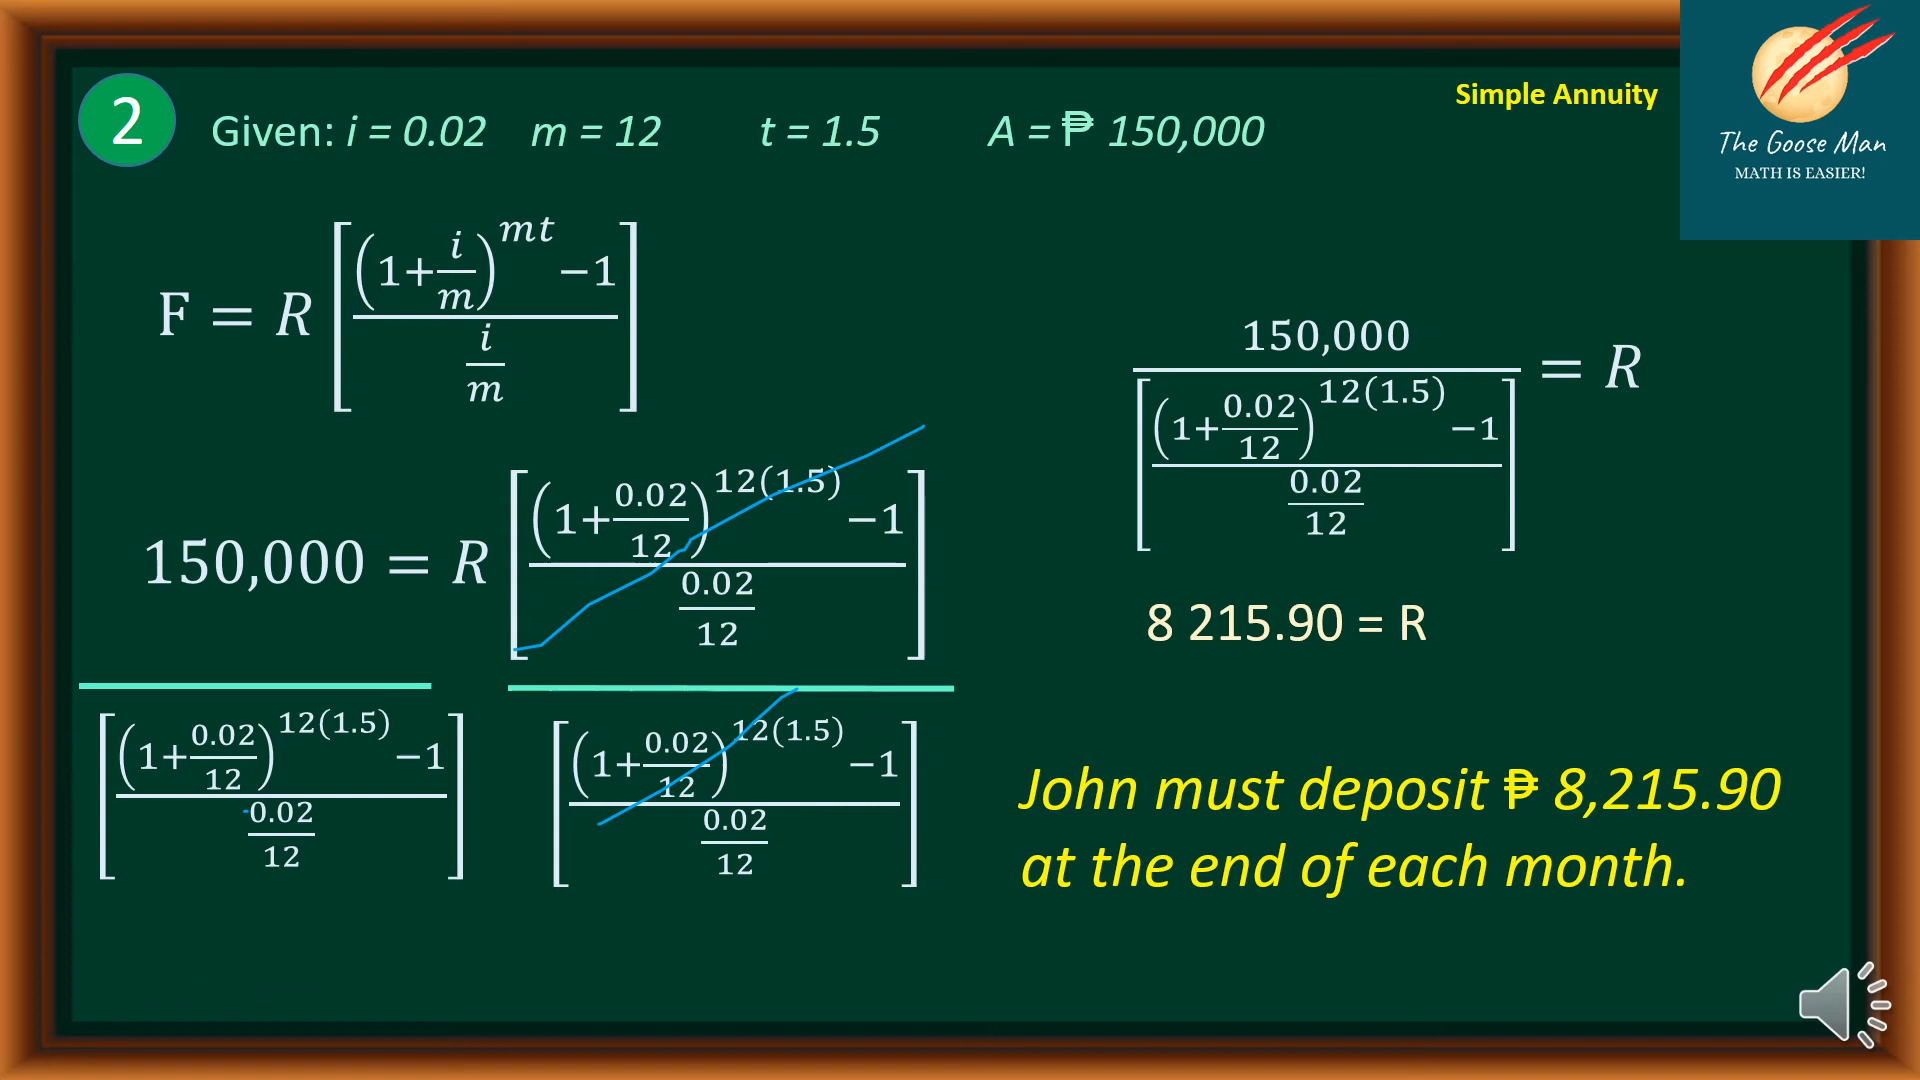 2
Given: i = 0.02 m = 12 t = 1.5 A = ₱ 150,000
Simple Annuity
The Goose Man
MATH IS EASIER!
F = R [((1+i/m)^mt −1)/(i/m)]
150,000 = R [((1+0.02/12)^12(1.5) −1)/(0.02/12)]
[((1+0.02/12)^12(1.5) −1)/(0.02/12)] [((1+0.02/12)^12(1.5) −1)/(0.02/12)]
150,000/[((1+0.02/12)^12(1.5) −1)/(0.02/12)] = R
8 215.90 = R
John must deposit ₱ 8,215.90
at the end of each month.